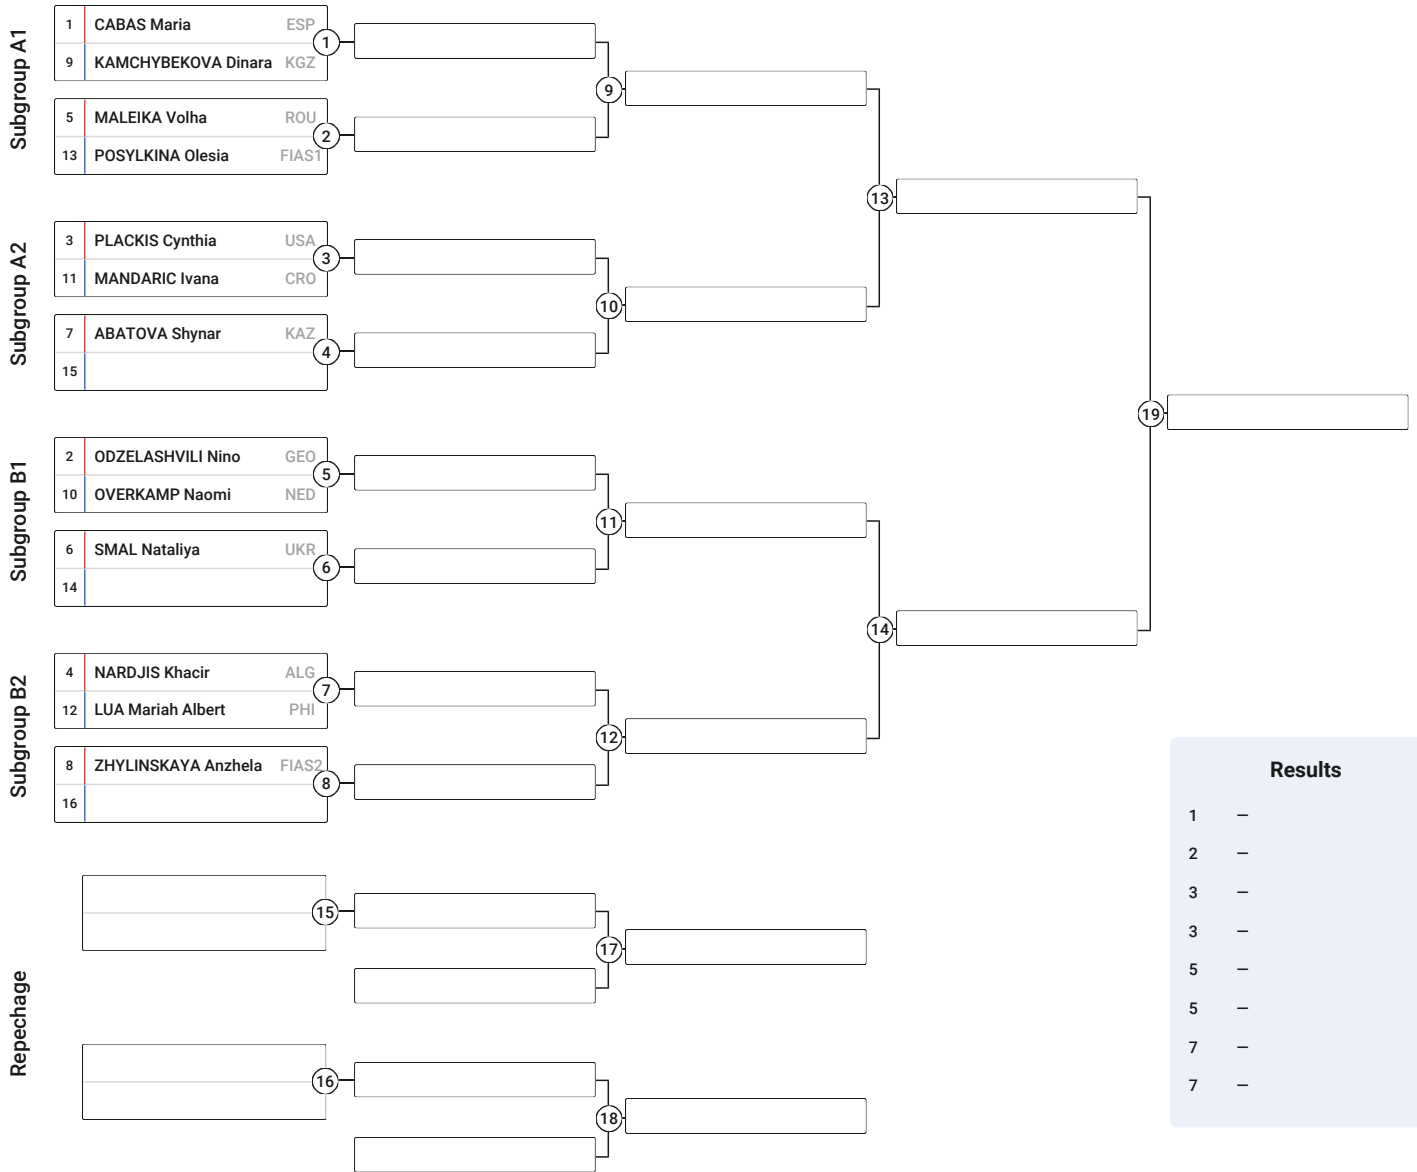 Subgroup A1
1 CABAS Maria ESP
9 KAMCHYBEKOVA Dinara KGZ
1
5 MALEIKA Volha ROU
13 POSYLKINA Olesia FIAS1
2
9
Subgroup A2
3 PLACKIS Cynthia USA
11 MANDARIC Ivana CRO
3
7 ABATOVA Shynar KAZ
15
4
10
13
Subgroup B1
2 ODZELASHVILI Nino GEO
10 OVERKAMP Naomi NED
5
6 SMAL Nataliya UKR
14
6
11
Subgroup B2
4 NARDJIS Khacir ALG
12 LUA Mariah Albert PHI
7
8 ZHYLINSKAYA Anzhela FIAS2
16
8
12
14
19
Repechage
15
17
16
18
Results
1 –
2 –
3 –
3 –
5 –
5 –
7 –
7 –